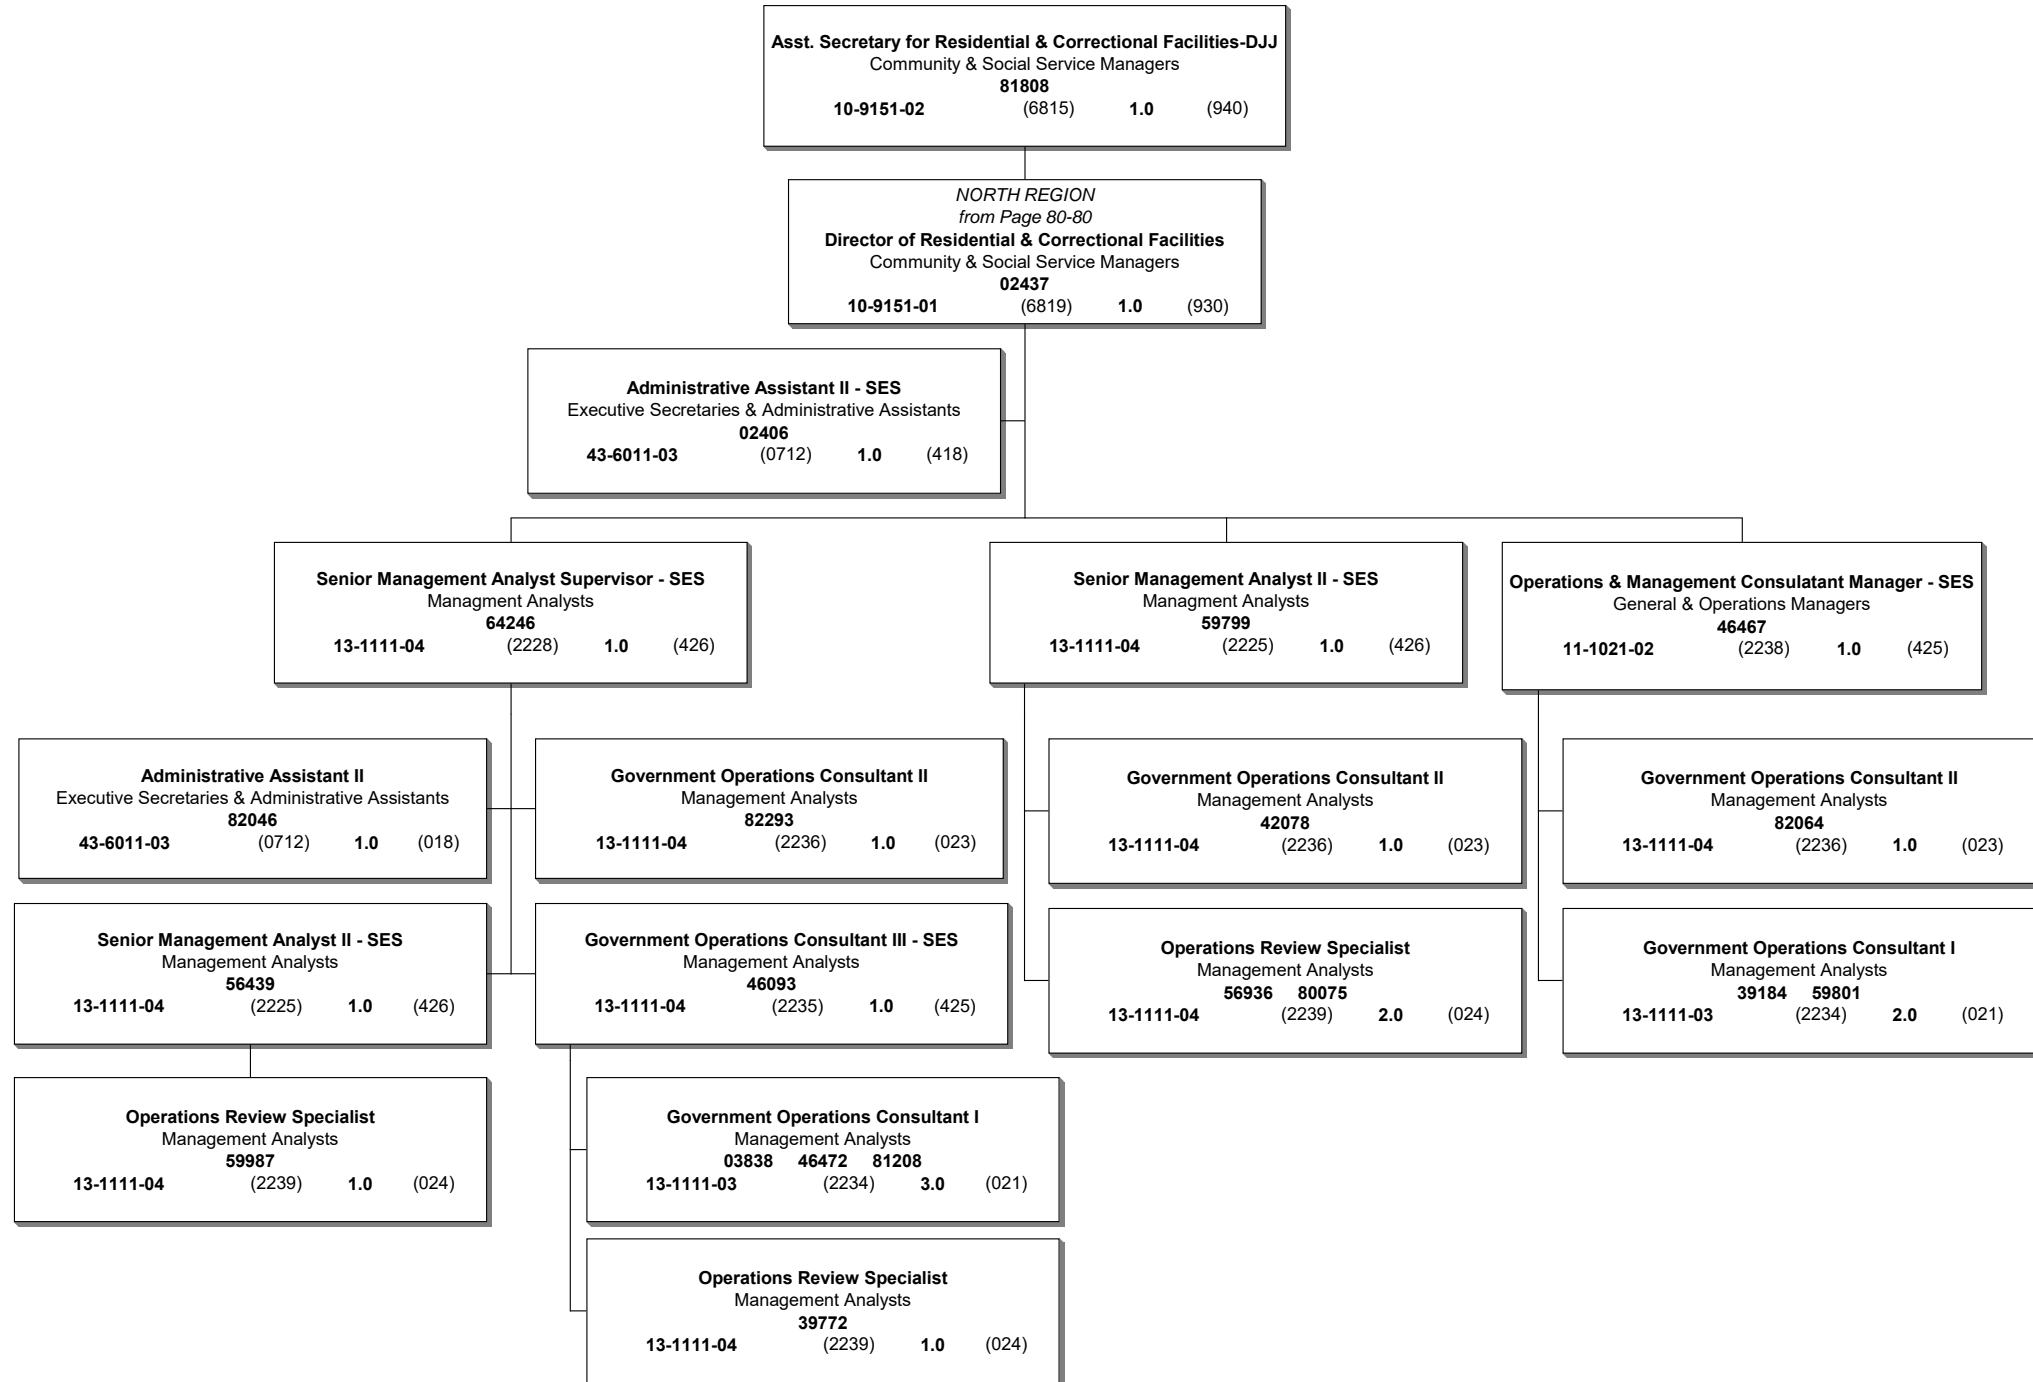 Asst. Secretary for Residential & Correctional Facilities-DJJ
Community & Social Service Managers
81808
10-9151-02 (6815) 1.0 (940)
NORTH REGION
from Page 80-80
Director of Residential & Correctional Facilities
Community & Social Service Managers
02437
10-9151-01 (6819) 1.0 (930)
Administrative Assistant II - SES
Executive Secretaries & Administrative Assistants
02406
43-6011-03 (0712) 1.0 (418)
Senior Management Analyst Supervisor - SES
Managment Analysts
64246
13-1111-04 (2228) 1.0 (426)
Senior Management Analyst II - SES
Managment Analysts
59799
13-1111-04 (2225) 1.0 (426)
Operations & Management Consulatant Manager - SES
General & Operations Managers
46467
11-1021-02 (2238) 1.0 (425)
Administrative Assistant II
Executive Secretaries & Administrative Assistants
82046
43-6011-03 (0712) 1.0 (018)
Government Operations Consultant II
Management Analysts
82293
13-1111-04 (2236) 1.0 (023)
Government Operations Consultant II
Management Analysts
42078
13-1111-04 (2236) 1.0 (023)
Government Operations Consultant II
Management Analysts
82064
13-1111-04 (2236) 1.0 (023)
Senior Management Analyst II - SES
Management Analysts
56439
13-1111-04 (2225) 1.0 (426)
Government Operations Consultant III - SES
Management Analysts
46093
13-1111-04 (2235) 1.0 (425)
Operations Review Specialist
Management Analysts
56936 80075
13-1111-04 (2239) 2.0 (024)
Government Operations Consultant I
Management Analysts
39184 59801
13-1111-03 (2234) 2.0 (021)
Operations Review Specialist
Management Analysts
59987
13-1111-04 (2239) 1.0 (024)
Government Operations Consultant I
Management Analysts
03838 46472 81208
13-1111-03 (2234) 3.0 (021)
Operations Review Specialist
Management Analysts
39772
13-1111-04 (2239) 1.0 (024)